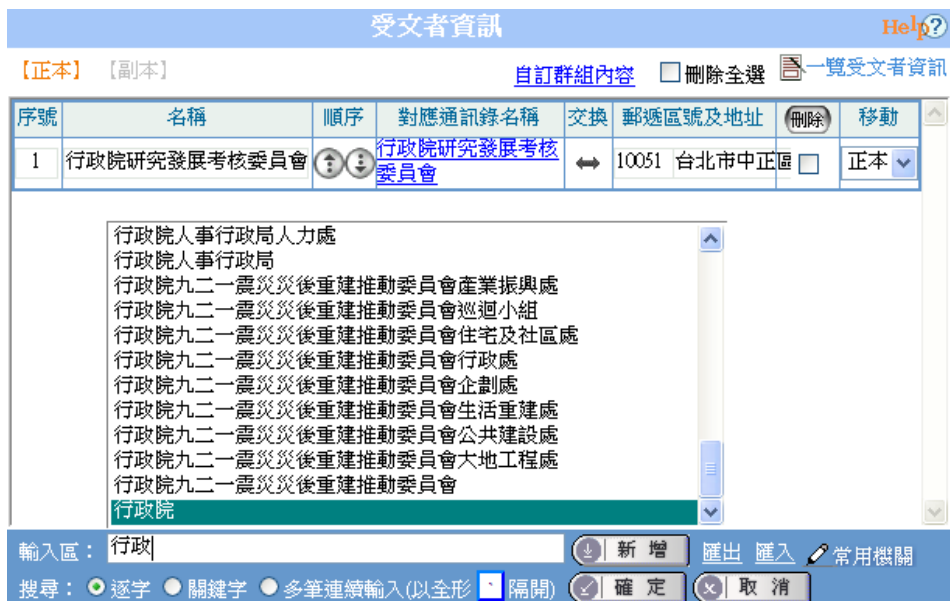 受文者資訊 Help?
【正本】 【副本】 自訂群組內容 刪除全選 一覽受文者資訊
序號 名稱 順序 對應通訊錄名稱 交換 郵遞區號及地址 刪除 移動
1 行政院研究發展考核委員會 行政院研究發展考核 10051 台北市中正區 正本
委員會
行政院人事行政局人力處
行政院人事行政局
行政院九二一震災災後重建推動委員會產業振興處
行政院九二一震災災後重建推動委員會巡迴小組
行政院九二一震災災後重建推動委員會住宅及社區處
行政院九二一震災災後重建推動委員會行政處
行政院九二一震災災後重建推動委員會企劃處
行政院九二一震災災後重建推動委員會生活重建處
行政院九二一震災災後重建推動委員會公共建設處
行政院九二一震災災後重建推動委員會大地工程處
行政院九二一震災災後重建推動委員會
行政院
輸入區： 行政 新增 匯出 匯入 常用機關
搜尋： 逐字 關鍵字 多筆連續輸入(以全形 、 隔開) 確定 取消